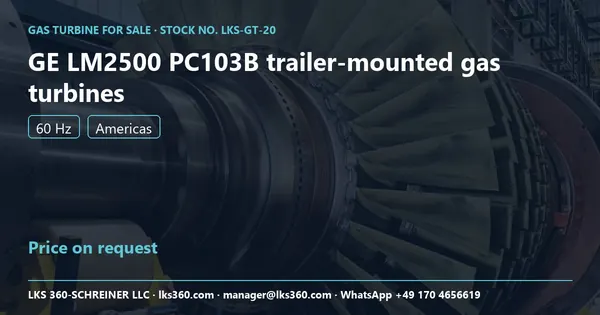 GAS TURBINE FOR SALE · STOCK NO. LKS-GT-20
GE LM2500 PC103B trailer-mounted gas
turbines
60 Hz
Americas
Price on request
LKS 360-SCHREINER LLC · lks360.com · manager@lks360.com · WhatsApp +49 170 4656619